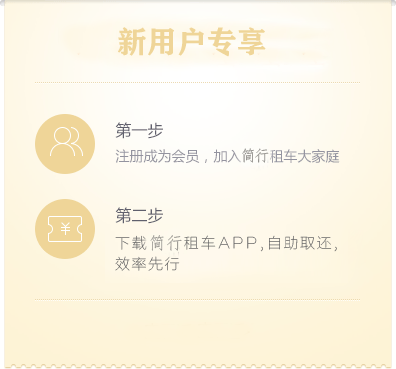 新用户专享
第一步
注册成为会员，加入简行租车大家庭
¥
第二步
下载简行租车APP,自助取还,
效率先行